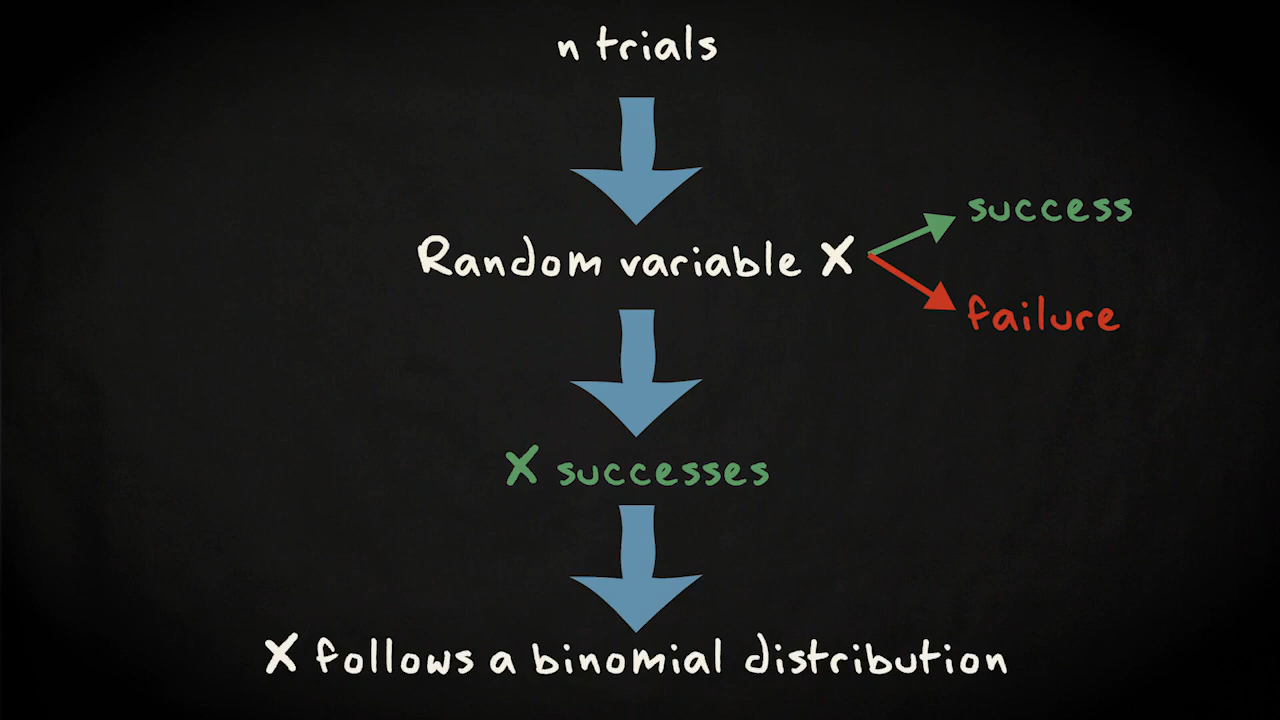 n trials
Random variable X
success
failure
X successes
X follows a binomial distribution